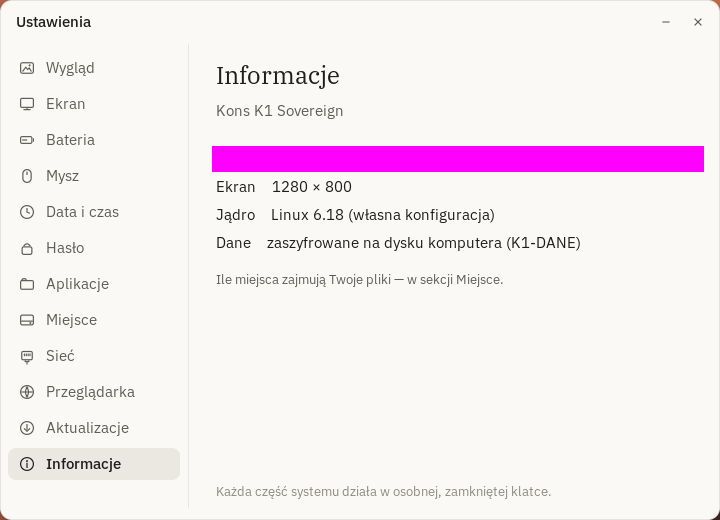 Ustawienia
Wygląd
Ekran
Bateria
Mysz
Data i czas
Hasło
Aplikacje
Miejsce
Sieć
Przeglądarka
Aktualizacje
Informacje
Informacje
Kons K1 Sovereign
Ekran 1280 × 800
Jądro Linux 6.18 (własna konfiguracja)
Dane zaszyfrowane na dysku komputera (K1-DANE)
Ile miejsca zajmują Twoje pliki — w sekcji Miejsce.
Każda część systemu działa w osobnej, zamkniętej klatce.